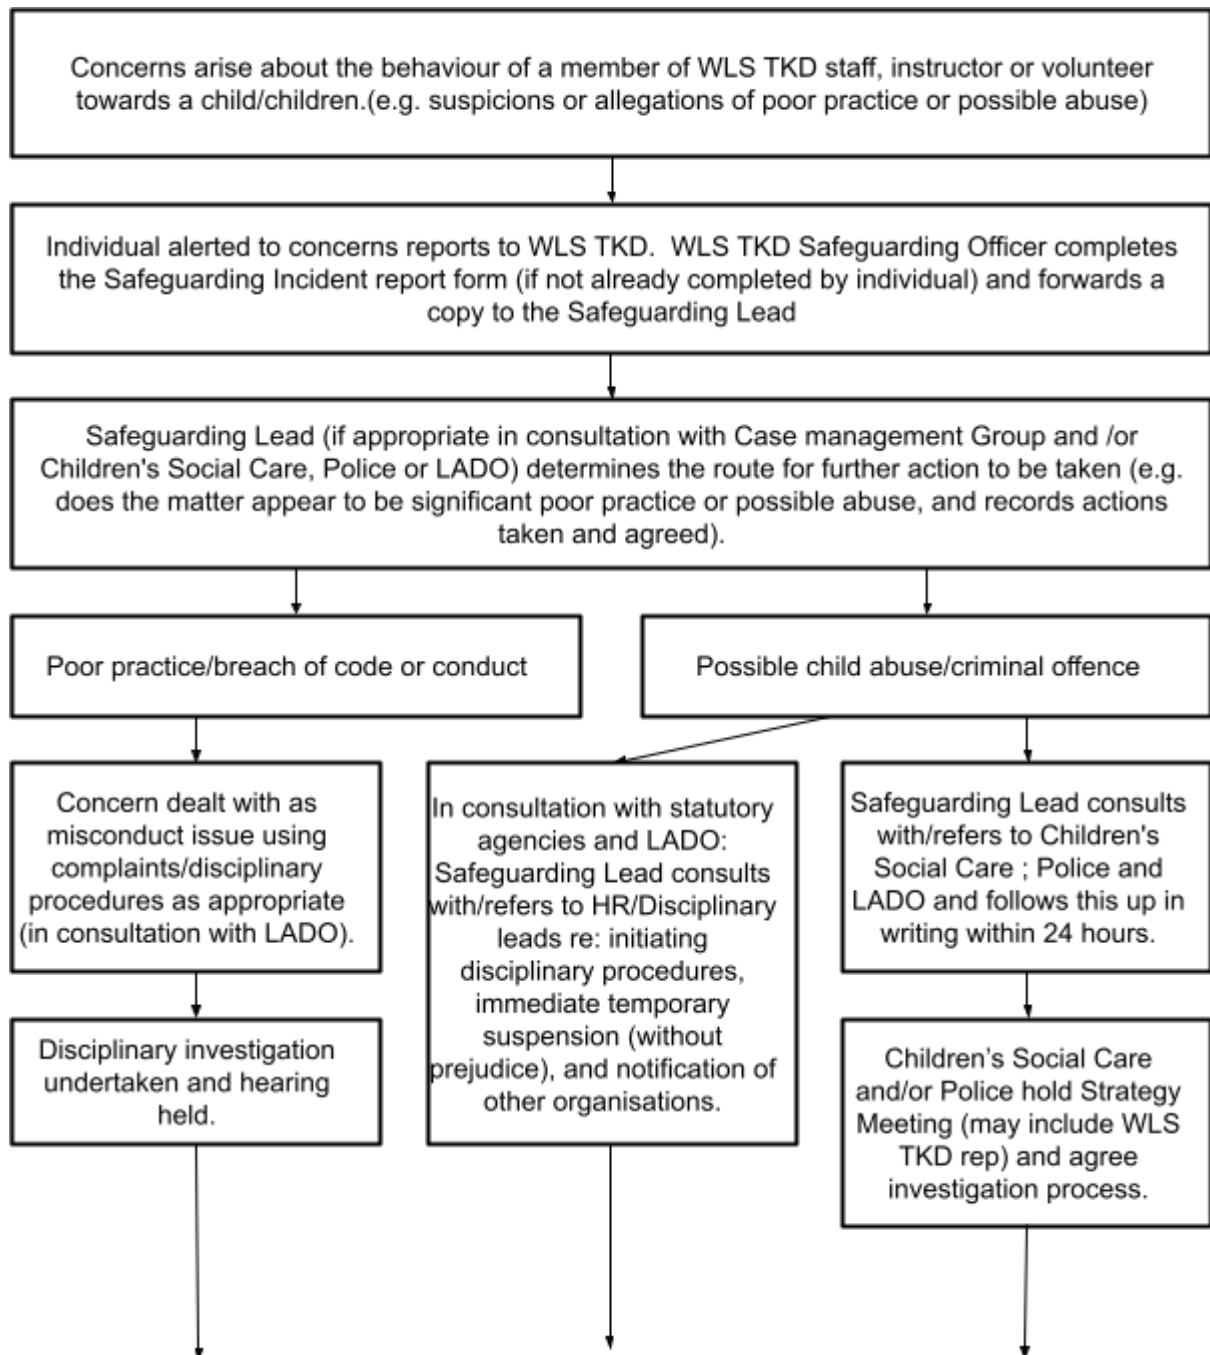 Concerns arise about the behaviour of a member of WLS TKD staff, instructor or volunteer
towards a child/children.(e.g. suspicions or allegations of poor practice or possible abuse)
Individual alerted to concerns reports to WLS TKD.  WLS TKD Safeguarding Officer completes
the Safeguarding Incident report form (if not already completed by individual) and forwards a
copy to the Safeguarding Lead
Safeguarding Lead (if appropriate in consultation with Case management Group and /or
Children's Social Care, Police or LADO) determines the route for further action to be taken (e.g.
does the matter appear to be significant poor practice or possible abuse, and records actions
taken and agreed).
Poor practice/breach of code or conduct
Possible child abuse/criminal offence
Concern dealt with as
misconduct issue using
complaints/disciplinary
procedures as appropriate
(in consultation with LADO).
In consultation with statutory
agencies and LADO:
Safeguarding Lead consults
with/refers to HR/Disciplinary
leads re: initiating
disciplinary procedures,
immediate temporary
suspension (without
prejudice), and notification of
other organisations.
Safeguarding Lead consults
with/refers to Children's
Social Care ; Police and
LADO and follows this up in
writing within 24 hours.
Disciplinary investigation
undertaken and hearing
held.
Children’s Social Care
and/or Police hold Strategy
Meeting (may include WLS
TKD rep) and agree
investigation process.